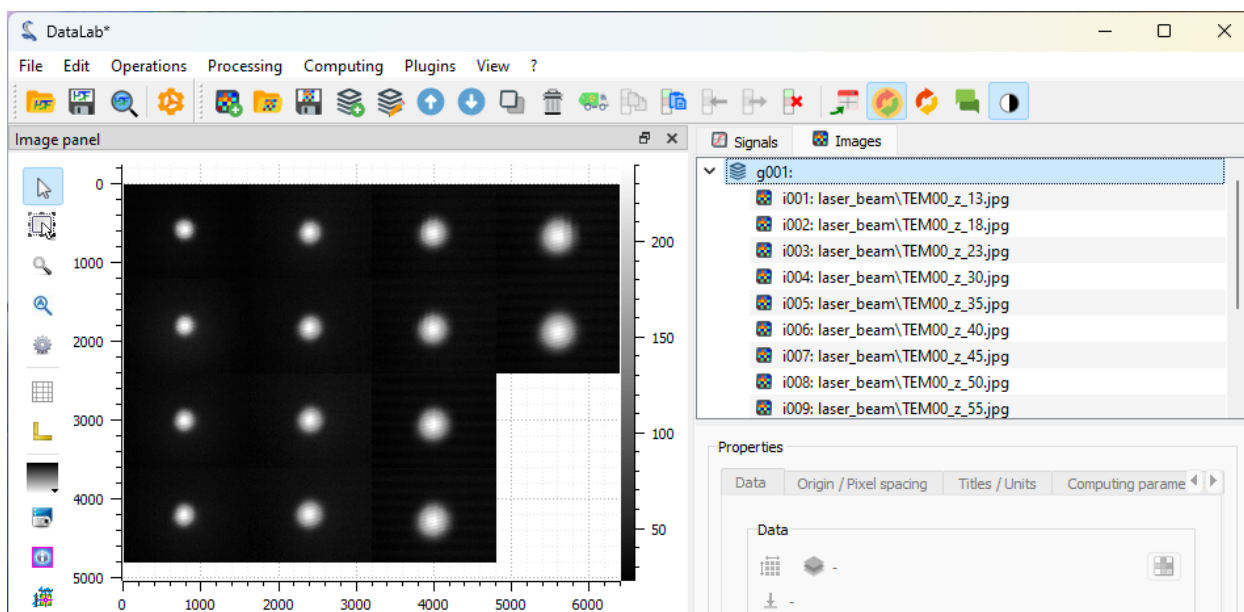 DataLab*
File Edit Operations Processing Computing Plugins View ?
Image panel
Signals Images
g001:
i001: laser_beam\TEM00_z_13.jpg
i002: laser_beam\TEM00_z_18.jpg
i003: laser_beam\TEM00_z_23.jpg
i004: laser_beam\TEM00_z_30.jpg
i005: laser_beam\TEM00_z_35.jpg
i006: laser_beam\TEM00_z_40.jpg
i007: laser_beam\TEM00_z_45.jpg
i008: laser_beam\TEM00_z_50.jpg
i009: laser_beam\TEM00_z_55.jpg
0
1000
2000
3000
4000
5000
0 1000 2000 3000 4000 5000 6000
200
150
100
50
Properties
Data Origin / Pixel spacing Titles / Units Computing parame
Data
-
-